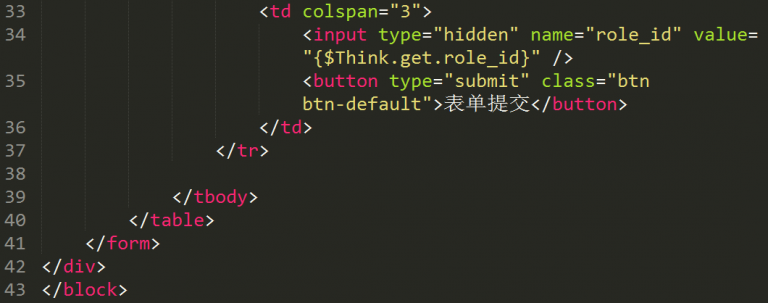 33 <td colspan="3">
34 <input type="hidden" name="role_id" value=
"{$Think.get.role_id}" />
35 <button type="submit" class="btn
btn-default">表单提交</button>
36 </td>
37 </tr>
38
39 </tbody>
40 </table>
41 </form>
42 </div>
43 </block>